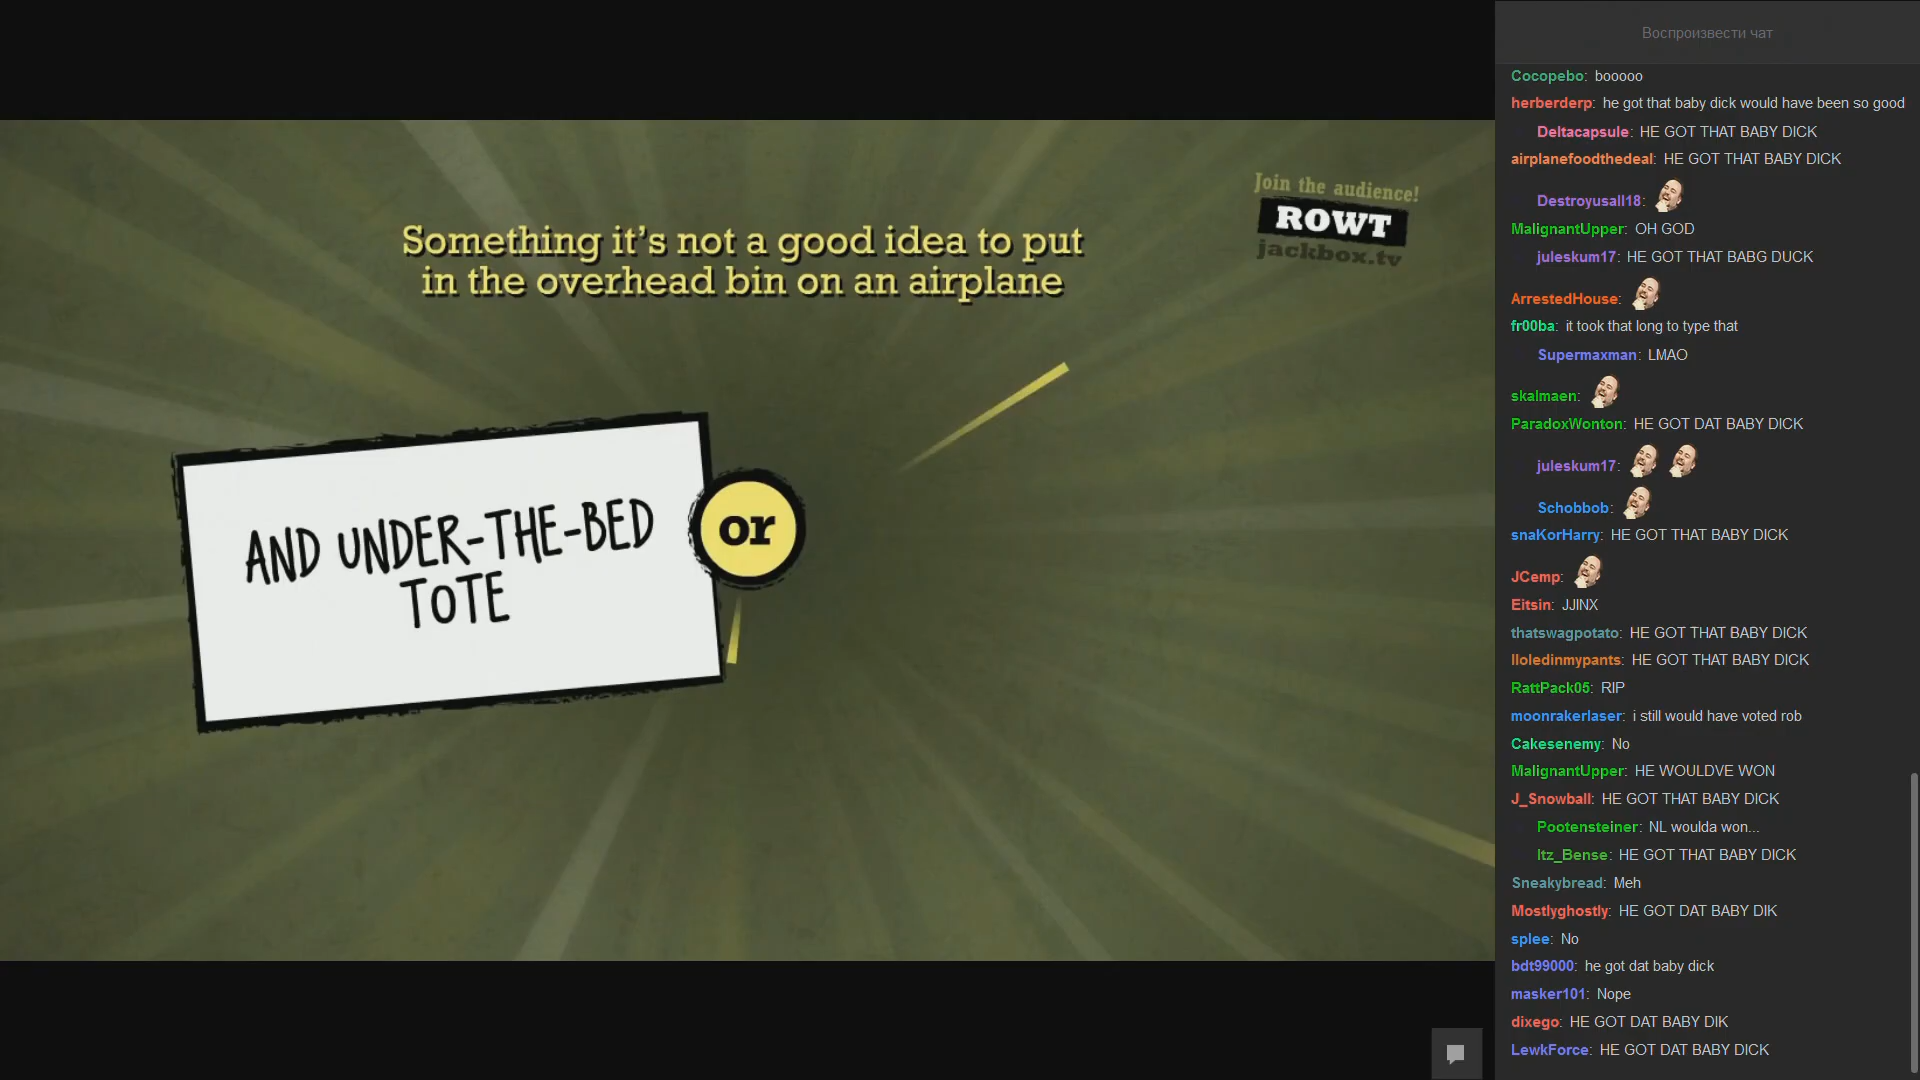 Something it's not a good idea to put
in the overhead bin on an airplane
Join the audience!
ROWT
jackbox.tv
AND UNDER-THE-BED
TOTE
or
Воспроизвести чат
Cocopebo: booooo
herberderp: he got that baby dick would have been so good
Deltacapsule: HE GOT THAT BABY DICK
airplanefoodthedeal: HE GOT THAT BABY DICK
Destroyusall18:
MalignantUpper: OH GOD
juleskum17: HE GOT THAT BABG DUCK
ArrestedHouse:
fr00ba: it took that long to type that
Supermaxman: LMAO
skalmaen:
ParadoxWonton: HE GOT DAT BABY DICK
juleskum17:
Schobbob:
snaKorHarry: HE GOT THAT BABY DICK
JCemp:
Eitsin: JJINX
thatswagpotato: HE GOT THAT BABY DICK
lloledinmypants: HE GOT THAT BABY DICK
RattPack05: RIP
moonrakerlaser: i still would have voted rob
Cakesenemy: No
MalignantUpper: HE WOULDVE WON
J_Snowball: HE GOT THAT BABY DICK
Pootensteiner: NL woulda won...
Itz_Bense: HE GOT THAT BABY DICK
Sneakybread: Meh
Mostlyghostly: HE GOT DAT BABY DIK
splee: No
bdt99000: he got dat baby dick
masker101: Nope
dixego: HE GOT DAT BABY DIK
LewkForce: HE GOT DAT BABY DICK